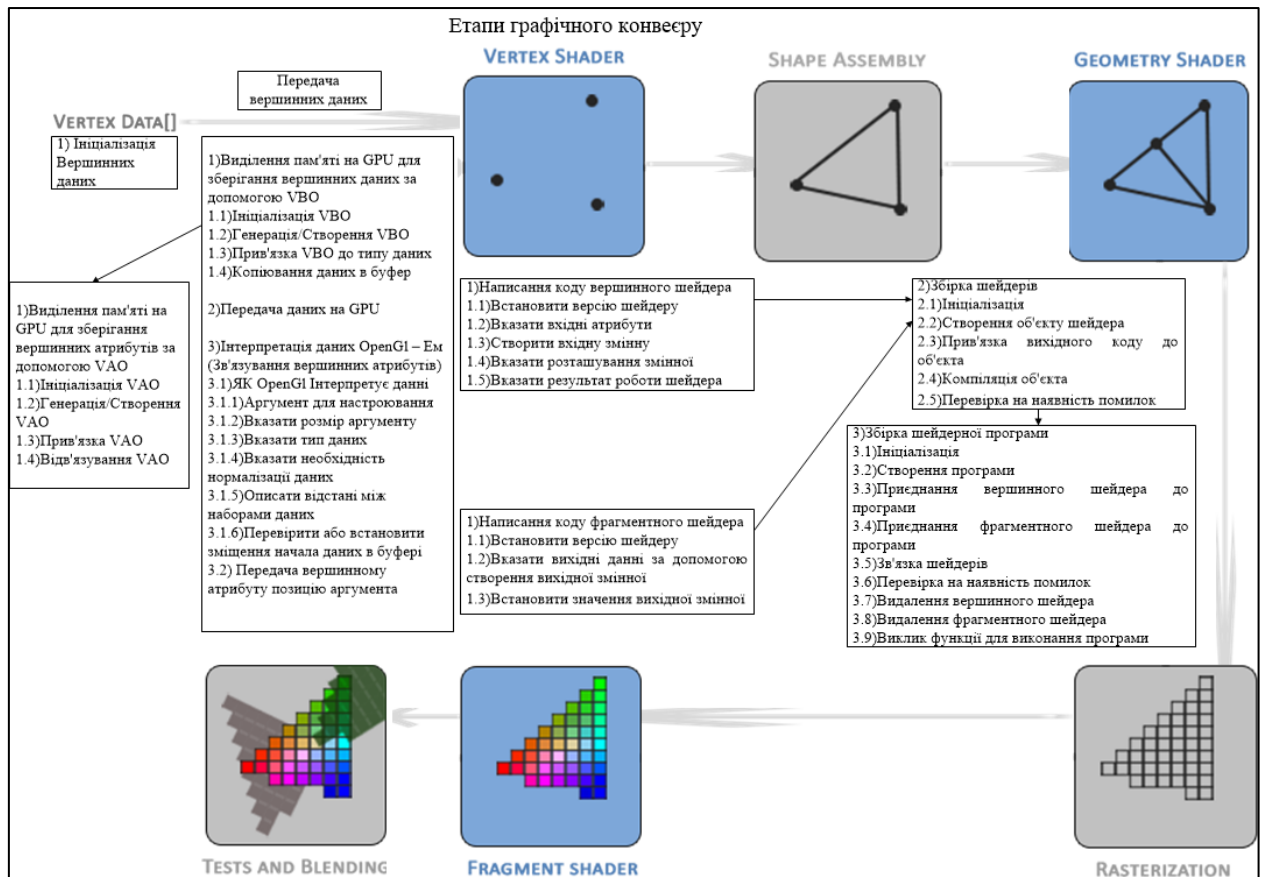 Етапи графічного конвеєру
VERTEX SHADER
SHAPE ASSEMBLY
GEOMETRY SHADER
Передача
вершинних даних
VERTEX DATA[]
1) Ініціалізація
Вершинних
даних
1)Виділення пам'яті на GPU для
зберігання вершинних даних за
допомогою VBO
1.1)Ініціалізація VBO
1.2)Генерація/Створення VBO
1.3)Прив'язка VBO до типу даних
1.4)Копіювання даних в буфер
2)Передача даних на GPU
3)Інтерпретація даних OpenGl – Ем
(Зв'язування вершинних атрибутів)
3.1)ЯК OpenGl Інтерпретує данні
3.1.1)Аргумент для настроювання
3.1.2)Вказати розмір аргументу
3.1.3)Вказати тип даних
3.1.4)Вказати необхідність
нормалізації даних
3.1.5)Описати відстані між
наборами даних
3.1.6)Перевірити або встановити
зміщення начала даних в буфері
3.2) Передача вершинному
атрибуту позицію аргумента
1)Виділення пам'яті на
GPU для зберігання
вершинних атрибутів за
допомогою VAO
1.1)Ініціалізація VAO
1.2)Генерація/Створення
VAO
1.3)Прив'язка VAO
1.4)Відв'язування VAO
1)Написання коду вершинного шейдера
1.1)Встановити версію шейдеру
1.2)Вказати вхідні атрибути
1.3)Створити вхідну змінну
1.4)Вказати розташування змінної
1.5)Вказати результат роботи шейдера
2)Збірка шейдерів
2.1)Ініціалізація
2.2)Створення об'єкту шейдера
2.3)Прив'язка вихідного коду до
об'єкта
2.4)Компіляція об'єкта
2.5)Перевірка на наявність помилок
3)Збірка шейдерної програми
3.1)Ініціалізація
3.2)Створення програми
3.3)Приєднання вершинного шейдера до
програми
3.4)Приєднання фрагментного шейдера до
програми
3.5)Зв'язка шейдерів
3.6)Перевірка на наявність помилок
3.7)Видалення вершинного шейдера
3.8)Видалення фрагментного шейдера
3.9)Виклик функції для виконання програми
1)Написання коду фрагментного шейдера
1.1)Встановити версію шейдеру
1.2)Вказати вихідні данні за допомогою
створення вихідної змінної
1.3)Встановити значення вихідної змінної
TESTS AND BLENDING
FRAGMENT SHADER
RASTERIZATION